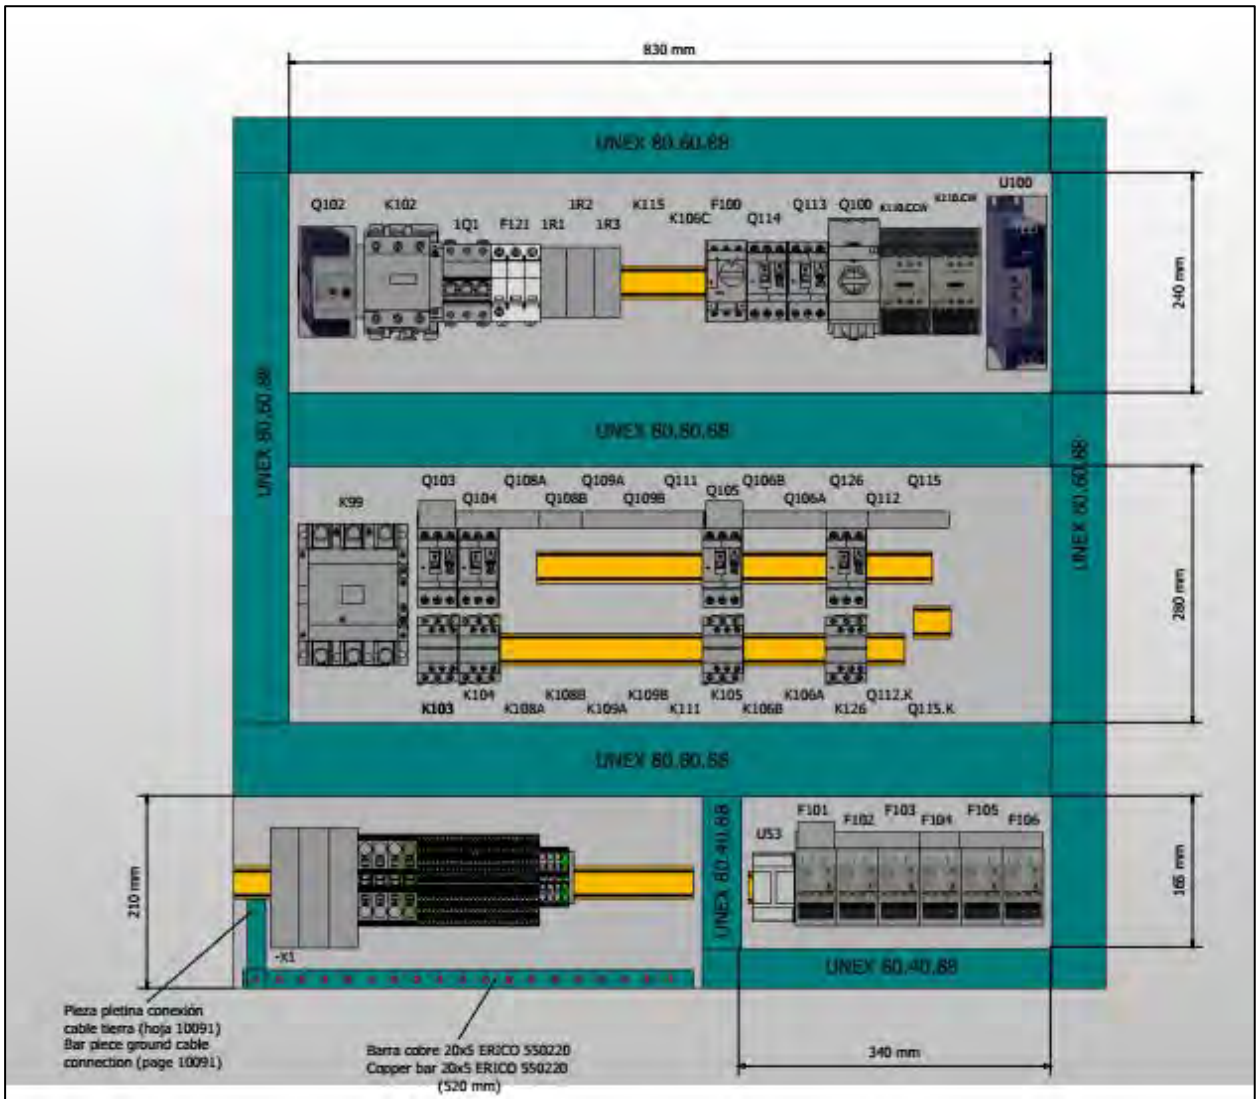 830 mm
UNEX 80.60.88
U100
Q102
K102
1Q1
F121
1R1
1R2
1R3
K115
K106C
F100
Q114
Q113
Q100
K110.CCW
K110.CW
240 mm
UNEX 80.60.88
UNEX 80.80.88
UNEX 80.60.88
K99
Q103
Q104
Q108A
Q108B
Q109A
Q109B
Q111
Q105
Q106B
Q106A
Q126
Q112
Q115
280 mm
K103
K104
K108A
K108B
K109A
K109B
K111
K105
K106B
K106A
K126
Q112.K
Q115.K
UNEX 80.80.88
210 mm
-X1
UNEX 80.40.88
U53
F101
F102
F103
F104
F105
F106
166 mm
UNEX 60.40.88
340 mm
Pieza pletina conexión
cable tierra (hoja 10091)
Bar piece ground cable
connection (page 10091)
Barra cobre 20x5 ERICO 550220
Copper bar 20x5 ERICO 550220
(520 mm)